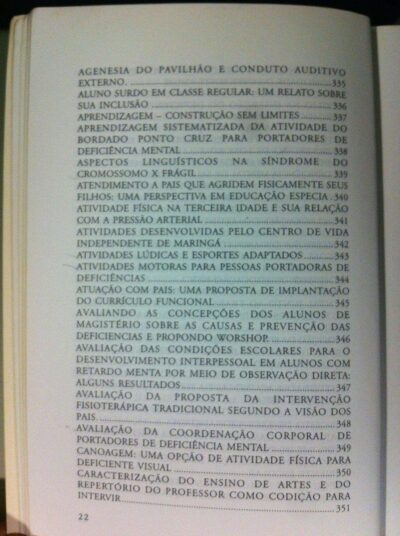 AGENESIA DO PAVILHÃO E CONDUTO AUDITIVO
EXTERNO. ....335
ALUNO SURDO EM CLASSE REGULAR: UM RELATO SOBRE
SUA INCLUSÃO ....336
APRENDIZAGEM – CONSTRUÇÃO SEM LIMITES ....337
APRENDIZAGEM SISTEMATIZADA DA ATIVIDADE DO
BORDADO PONTO CRUZ PARA PORTADORES DE
DEFICIÊNCIA MENTAL ....338
ASPECTOS LINGUÍSTICOS NA SÍNDROME DO
CROMOSSOMO X FRÁGIL ....339
ATENDIMENTO A PAIS QUE AGRIDEM FISICAMENTE SEUS
FILHOS: UMA PERSPECTIVA EM EDUCAÇÃO ESPECIA .340
ATIVIDADE FÍSICA NA TERCEIRA IDADE E SUA RELAÇÃO
COM A PRESSÃO ARTERIAL ....341
ATIVIDADES DESENVOLVIDAS PELO CENTRO DE VIDA
INDEPENDENTE DE MARINGÁ ....342
ATIVIDADES LÚDICAS E ESPORTES ADAPTADOS ....343
ATIVIDADES MOTORAS PARA PESSOAS PORTADORAS DE
DEFICIÊNCIAS ....344
ATUAÇÃO COM PAIS: UMA PROPOSTA DE IMPLANTAÇÃO
DO CURRÍCULO FUNCIONAL ....345
AVALIANDO AS CONCEPÇÕES DOS ALUNOS DE
MAGISTÉRIO SOBRE AS CAUSAS E PREVENÇÃO DAS
DEFICIENCIAS E PROPONDO WORSHOP. ....346
AVALIAÇÃO DAS CONDIÇÕES ESCOLARES PARA O
DESENVOLVIMENTO INTERPESSOAL EM ALUNOS COM
RETARDO MENTA POR MEIO DE OBSERVAÇÃO DIRETA:
ALGUNS RESULTADOS ....347
AVALIAÇÃO DA PROPOSTA DA INTERVENÇÃO
FISIOTERÁPICA TRADICIONAL SEGUNDO A VISÃO DOS
PAIS ....348
AVALIAÇÃO DA COORDENAÇÃO CORPORAL DE
PORTADORES DE DEFICIÊNCIA MENTAL ....349
CANOAGEM: UMA OPÇÃO DE ATIVIDADE FÍSICA PARA
DEFICIENTE VISUAL ....350
CARACTERIZAÇÃO DO ENSINO DE ARTES E DO
REPERTÓRIO DO PROFESSOR COMO CODIÇÃO PARA
INTERVIR ....351
22